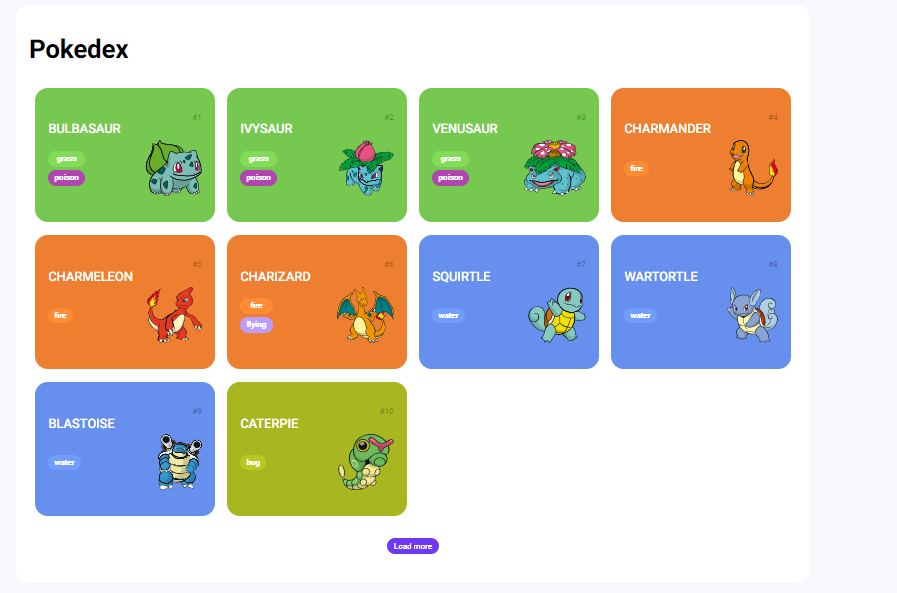 Pokedex
#1
BULBASAUR
grass
poison
#2
IVYSAUR
grass
poison
#3
VENUSAUR
grass
poison
#4
CHARMANDER
fire
#5
CHARMELEON
fire
#6
CHARIZARD
fire
flying
#7
SQUIRTLE
water
#8
WARTORTLE
water
#9
BLASTOISE
water
#10
CATERPIE
bug
Load more